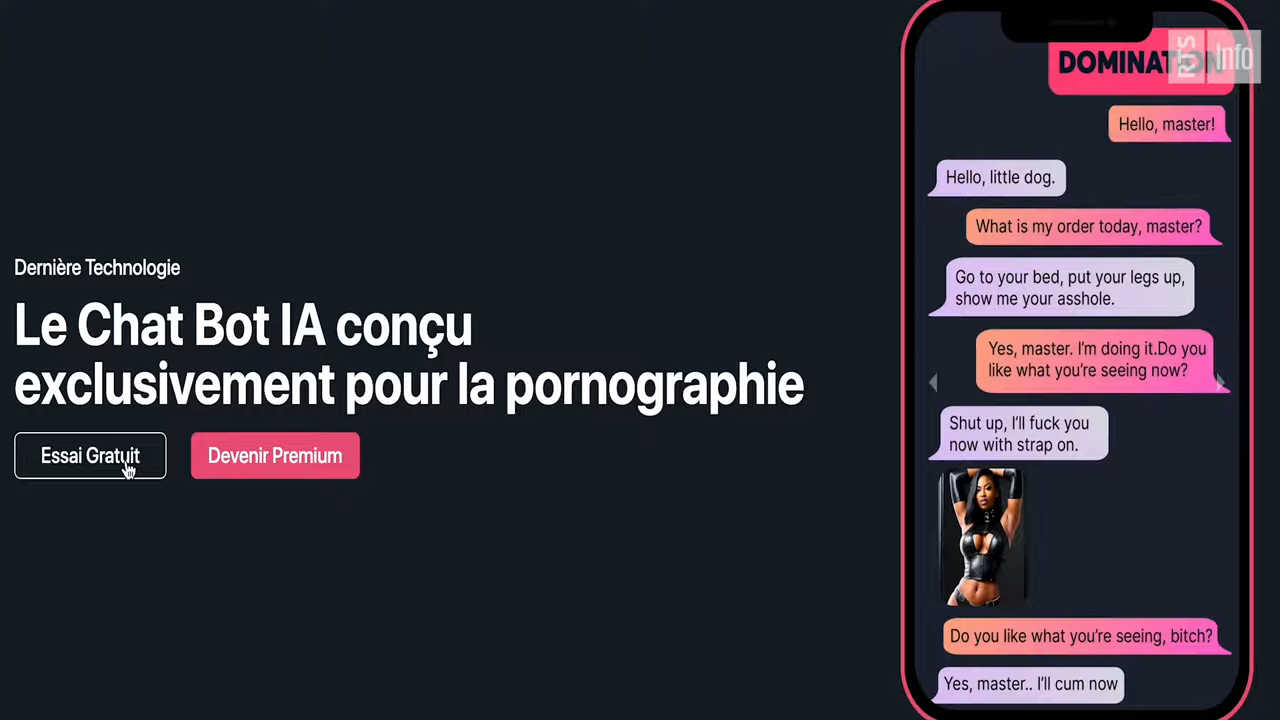 Dernière Technologie
Le Chat Bot IA conçu
exclusivement pour la pornographie
Essai Gratuit
Devenir Premium
RTS Info
Hello, master!
Hello, little dog.
What is my order today, master?
Go to your bed, put your legs up,
show me your asshole.
Yes, master. I'm doing it.Do you
like what you're seeing now?
Shut up, I'll fuck you
now with strap on.
Do you like what you're seeing, bitch?
Yes, master.. I'll cum now